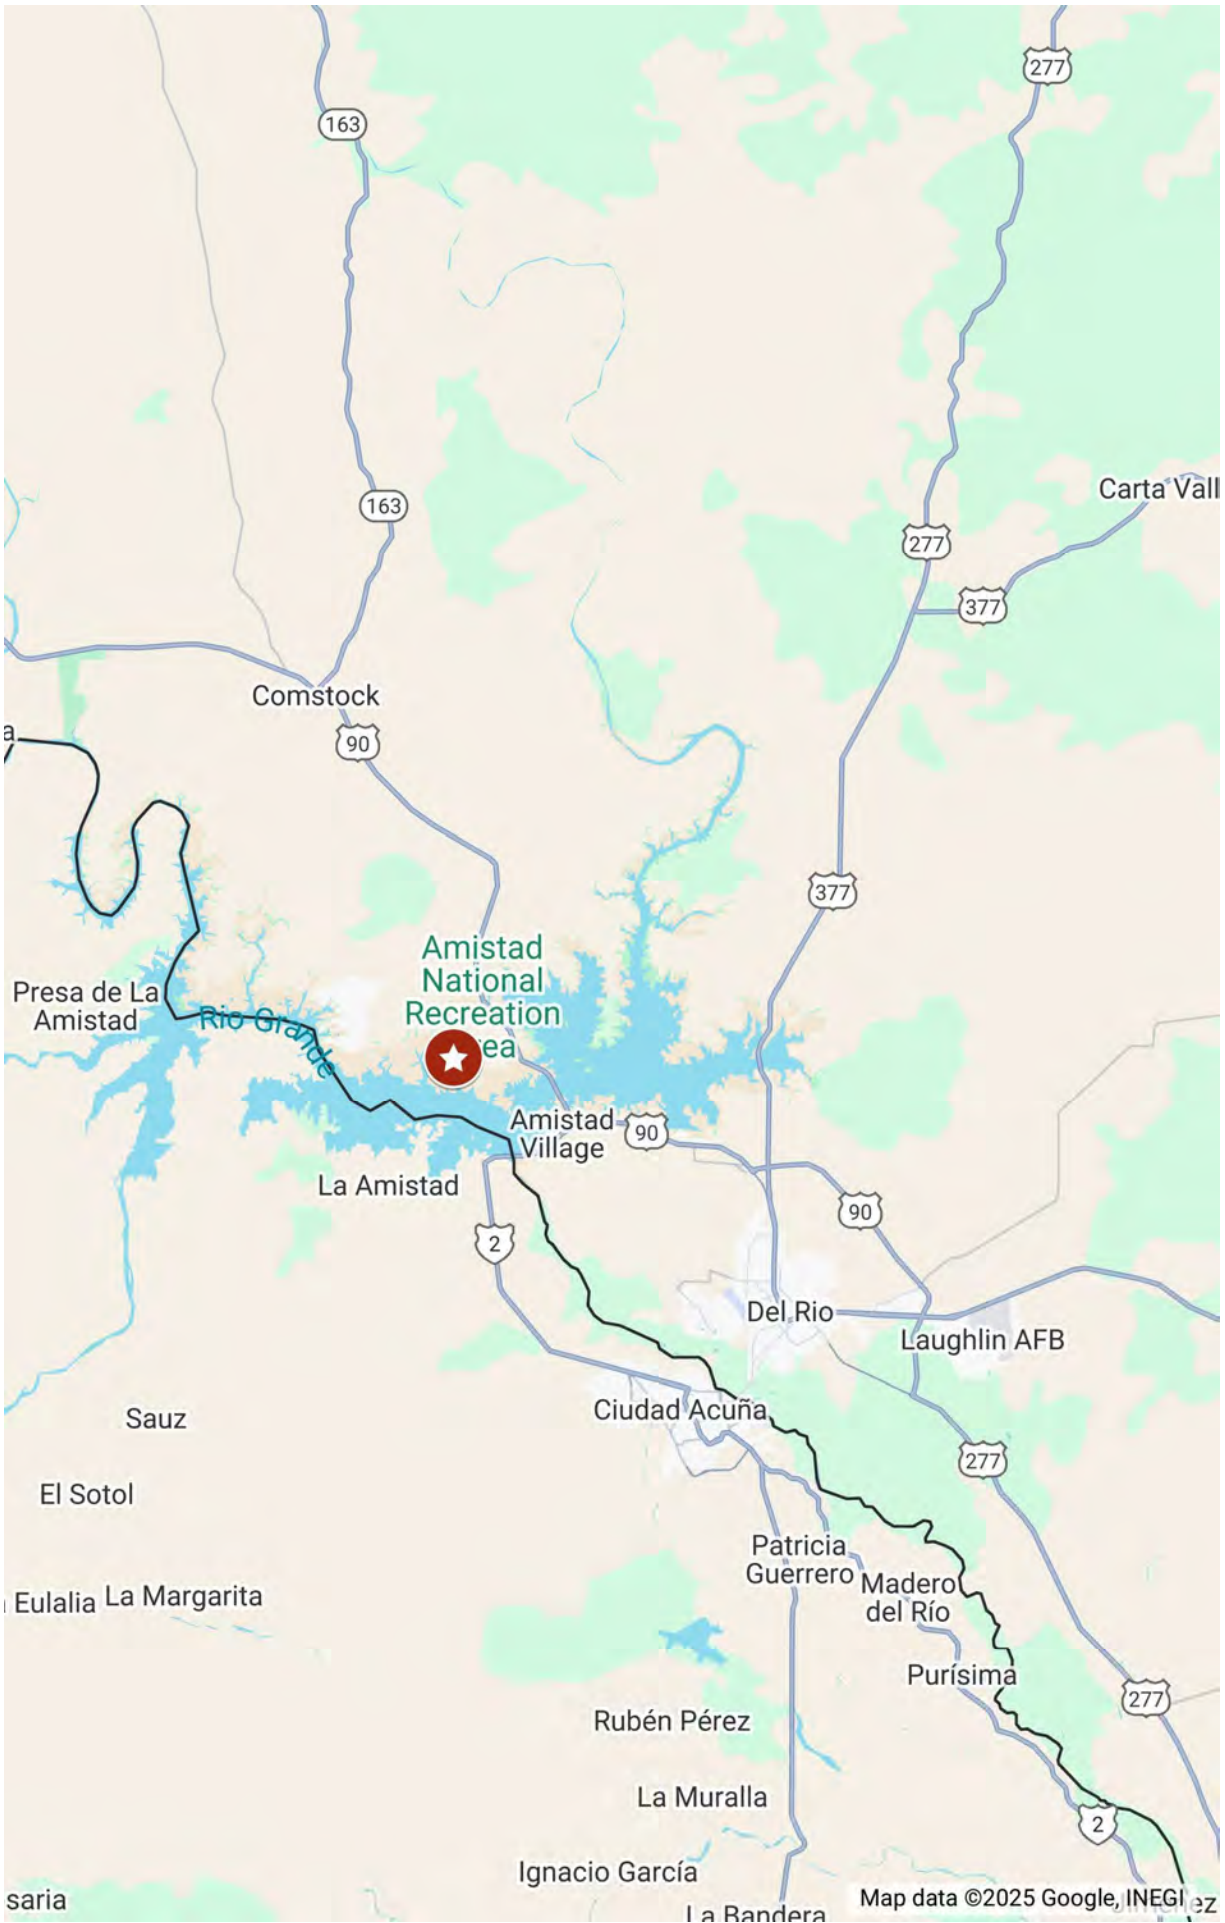 277
163
Carta Vall
163
277
377
Comstock
90
a
377
Amistad
National
Recreation
ea
Presa de La
Amistad
Rio Grande
Amistad
Village
90
La Amistad
90
2
Del Rio
Laughlin AFB
Ciudad Acuña
Sauz
277
El Sotol
Patricia
Guerrero
Madero
del Río
Eulalia
La Margarita
Purísima
277
Rubén Pérez
La Muralla
2
Ignacio García
saria
Map data ©2025 Google, INEGI
ez
La Bandera